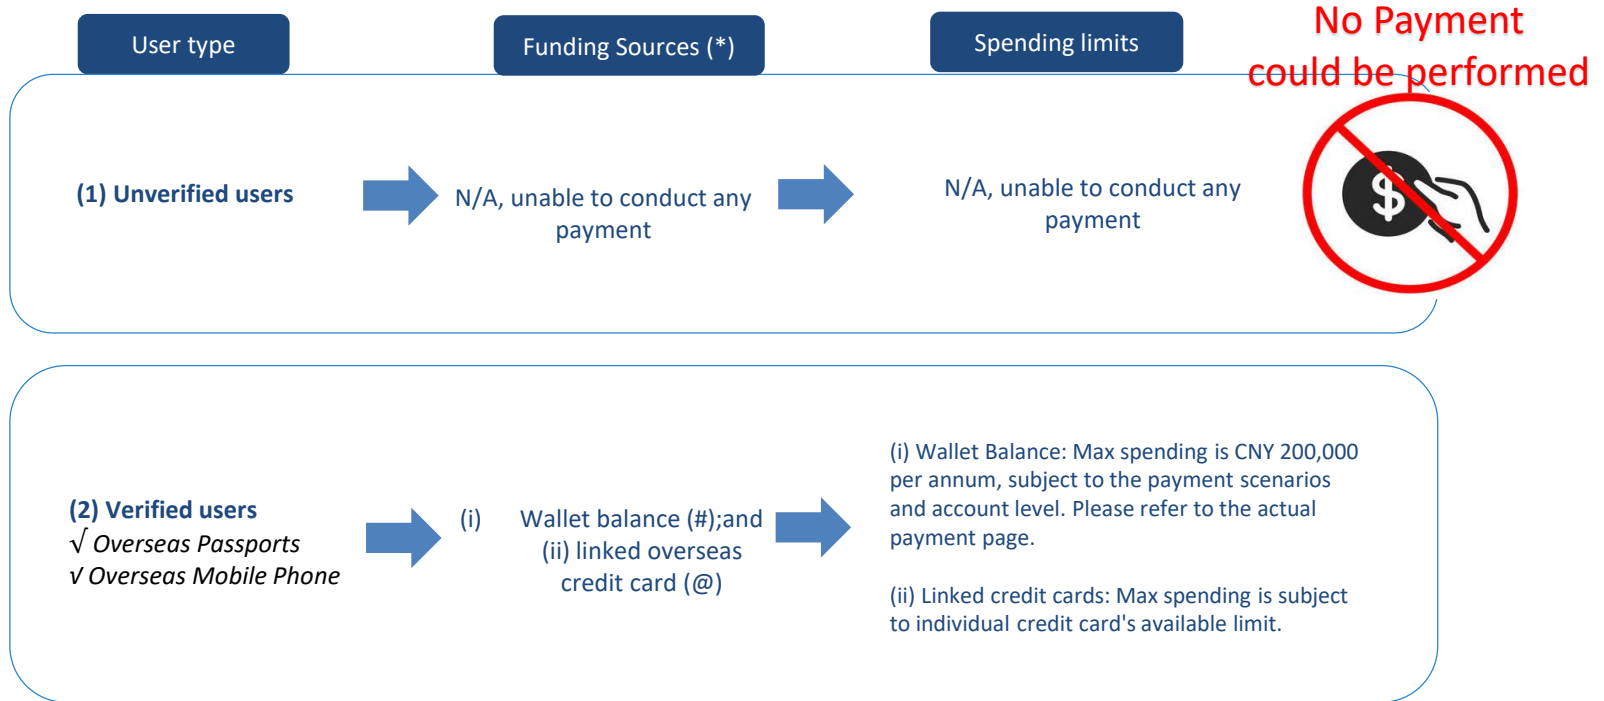 User type
Funding Sources (*)
Spending limits
No Payment
could be performed
(1) Unverified users
N/A, unable to conduct any
payment
N/A, unable to conduct any
payment
$
(2) Verified users
√ Overseas Passports
√ Overseas Mobile Phone
(i) Wallet balance (#);and
(ii) linked overseas
credit card (@)
(i) Wallet Balance: Max spending is CNY 200,000
per annum, subject to the payment scenarios
and account level. Please refer to the actual
payment page.
(ii) Linked credit cards: Max spending is subject
to individual credit card's available limit.